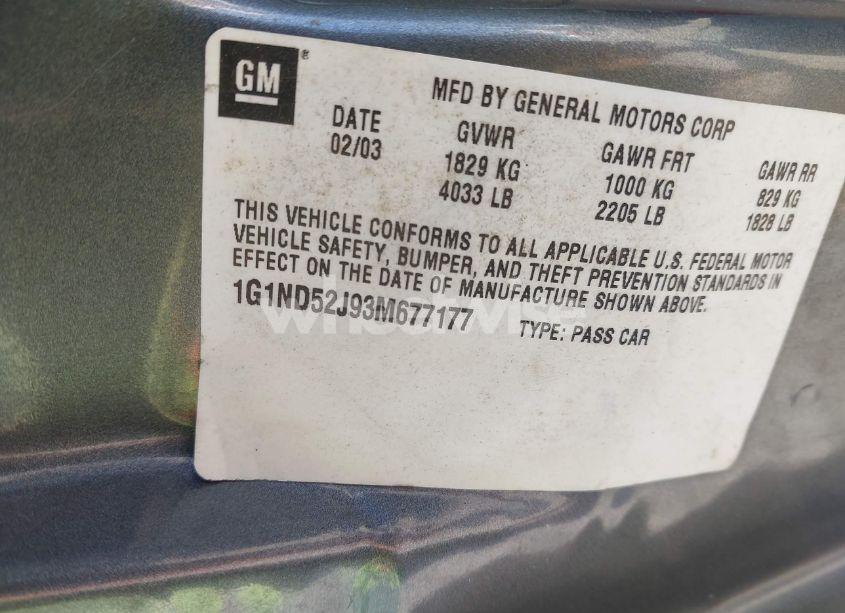 GM
MFD BY GENERAL MOTORS CORP
DATE GVWR GAWR FRT GAWR RR
02/03 1829 KG 1000 KG 829 KG
4033 LB 2205 LB 1828 LB
THIS VEHICLE CONFORMS TO ALL APPLICABLE U.S. FEDERAL MOTOR
VEHICLE SAFETY, BUMPER, AND THEFT PREVENTION STANDARDS IN
EFFECT ON THE DATE OF MANUFACTURE SHOWN ABOVE.
1G1ND52J93M677177 TYPE: PASS CAR